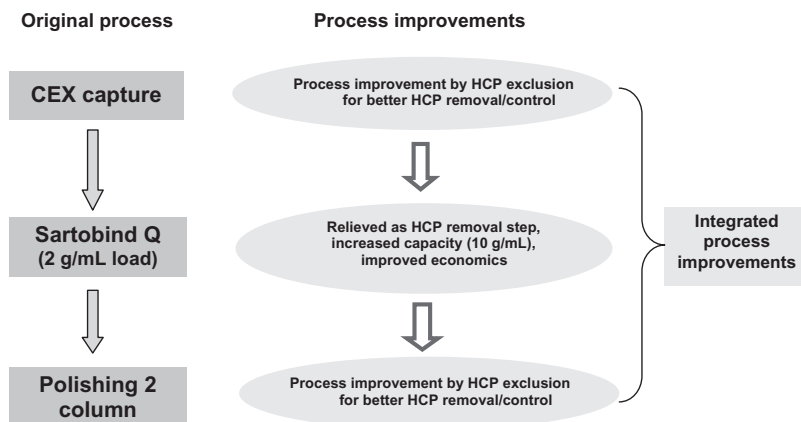 Original process
Process improvements
CEX capture
Process improvement by HCP exclusion
for better HCP removal/control
Sartobind Q
(2 g/mL load)
Relieved as HCP removal step,
increased capacity (10 g/mL),
improved economics
Integrated
process
improvements
Polishing 2
column
Process improvement by HCP exclusion
for better HCP removal/control